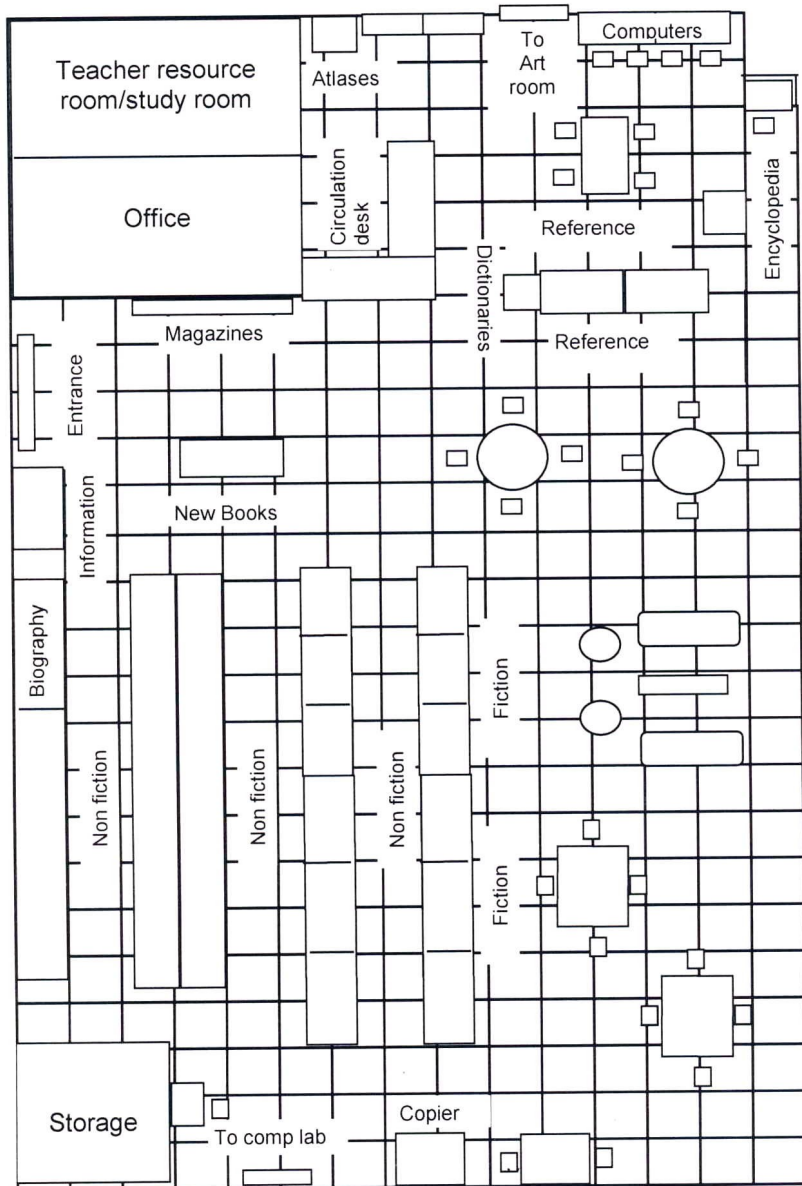 Computers
To
Art
room
Teacher resource
room/study room
Atlases
Office
Circulation
desk
Reference
Encyclopedia
Dictionaries
Magazines
Reference
Entrance
Information
New Books
Biography
Fiction
Non fiction
Non fiction
Non fiction
Fiction
Storage
Copier
To comp lab